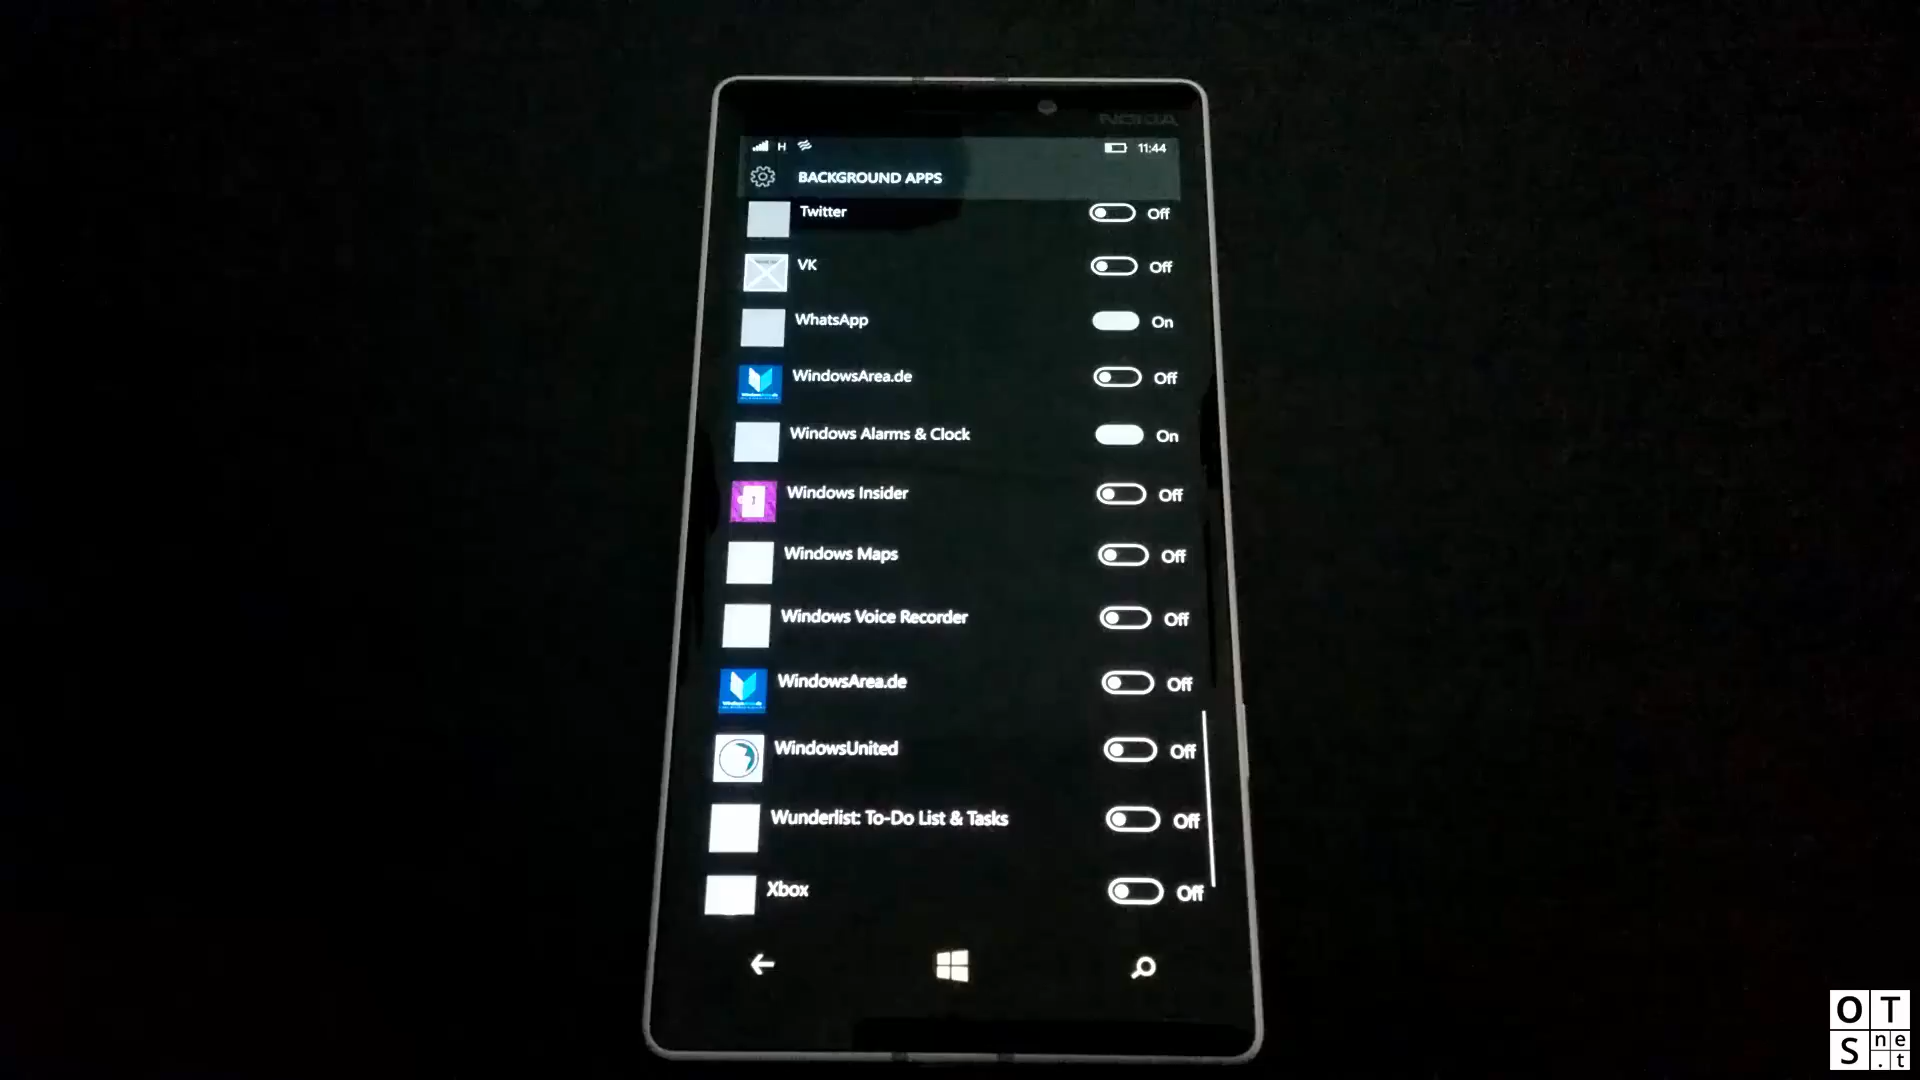 NOKIA
H 11:44
BACKGROUND APPS
Twitter Off
VK Off
WhatsApp On
WindowsArea.de Off
Windows Alarms & Clock On
Windows Insider Off
Windows Maps Off
Windows Voice Recorder Off
WindowsArea.de Off
WindowsUnited Off
Wunderlist: To-Do List & Tasks Off
Xbox Off
OTS
ne.t